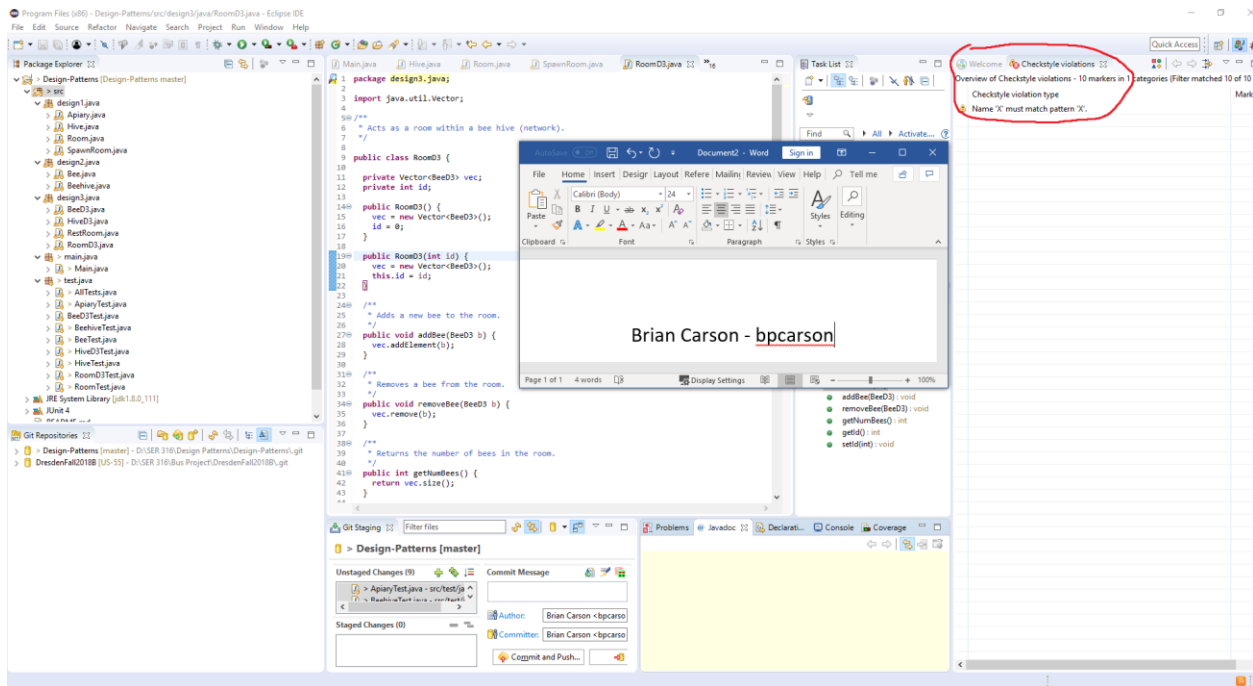 Program Files (x86) - Design-Patterns/src/design3/java/RoomD3.java - Eclipse IDE
File Edit Source Refactor Navigate Search Project Run Window Help
Quick Access
Package Explorer
> Design-Patterns [Design-Patterns master]
> src
design1.java
Apiary.java
Hive.java
Room.java
SpawnRoom.java
design2.java
Bee.java
Beehive.java
design3.java
BeeD3.java
HiveD3.java
RestRoom.java
RoomD3.java
> main.java
> Main.java
> test.java
> AllTests.java
> ApiaryTest.java
BeeD3Test.java
> BeehiveTest.java
> BeeTest.java
> HiveD3Test.java
> HiveTest.java
> RoomD3Test.java
> RoomTest.java
JRE System Library [jdk1.8.0_111]
JUnit 4
Git Repositories
> Design-Patterns [master] - D:\SER 316\Design Patterns\Design-Patterns\.git
DresdenFall2018B [US-55] - D:\SER 316\Bus Project\DresdenFall2018B\.git
Main.java Hive.java Room.java SpawnRoom.java RoomD3.java »16
1 package design3.java;
2
3 import java.util.Vector;
4
5 /**
6 * Acts as a room within a bee hive (network).
7 */
8
9 public class RoomD3 {
10
11 private Vector<BeeD3> vec;
12 private int id;
13
14 public RoomD3() {
15 vec = new Vector<BeeD3>();
16 id = 0;
17 }
18
19 public RoomD3(int id) {
20 vec = new Vector<BeeD3>();
21 this.id = id;
22 }
23
24 /**
25 * Adds a new bee to the room.
26 */
27 public void addBee(BeeD3 b) {
28 vec.addElement(b);
29 }
30
31 /**
32 * Removes a bee from the room.
33 */
34 public void removeBee(BeeD3 b) {
35 vec.remove(b);
36 }
37
38 /**
39 * Returns the number of bees in the room.
40 */
41 public int getNumBees() {
42 return vec.size();
43 }
Task List
Find All Activate...
AutoSave Off Document2 - Word Sign in
File Home Insert Desigr Layout Refere Mailin Review View Help Tell me
Calibri (Body) 24
Paste B I U Styles Editing
Clipboard Font Paragraph Styles
Brian Carson - bpcarson
Page 1 of 1 4 words Display Settings 100%
addBee(BeeD3) : void
removeBee(BeeD3) : void
getNumBees() : int
getId() : int
setId(int) : void
Welcome Checkstyle violations
Overview of Checkstyle violations - 10 markers in 1 categories (Filter matched 10 of 10
Checkstyle violation type Mark
Name 'X' must match pattern 'X'.
Git Staging Filter files
> Design-Patterns [master]
Unstaged Changes (9)
> ApiaryTest.java - src/test/ja
> BeehiveTest.java - src/test/j
Staged Changes (0)
Commit Message
Author: Brian Carson <bpcarso
Committer: Brian Carson <bpcarso
Commit and Push...
Problems Javadoc Declarati... Console Coverage